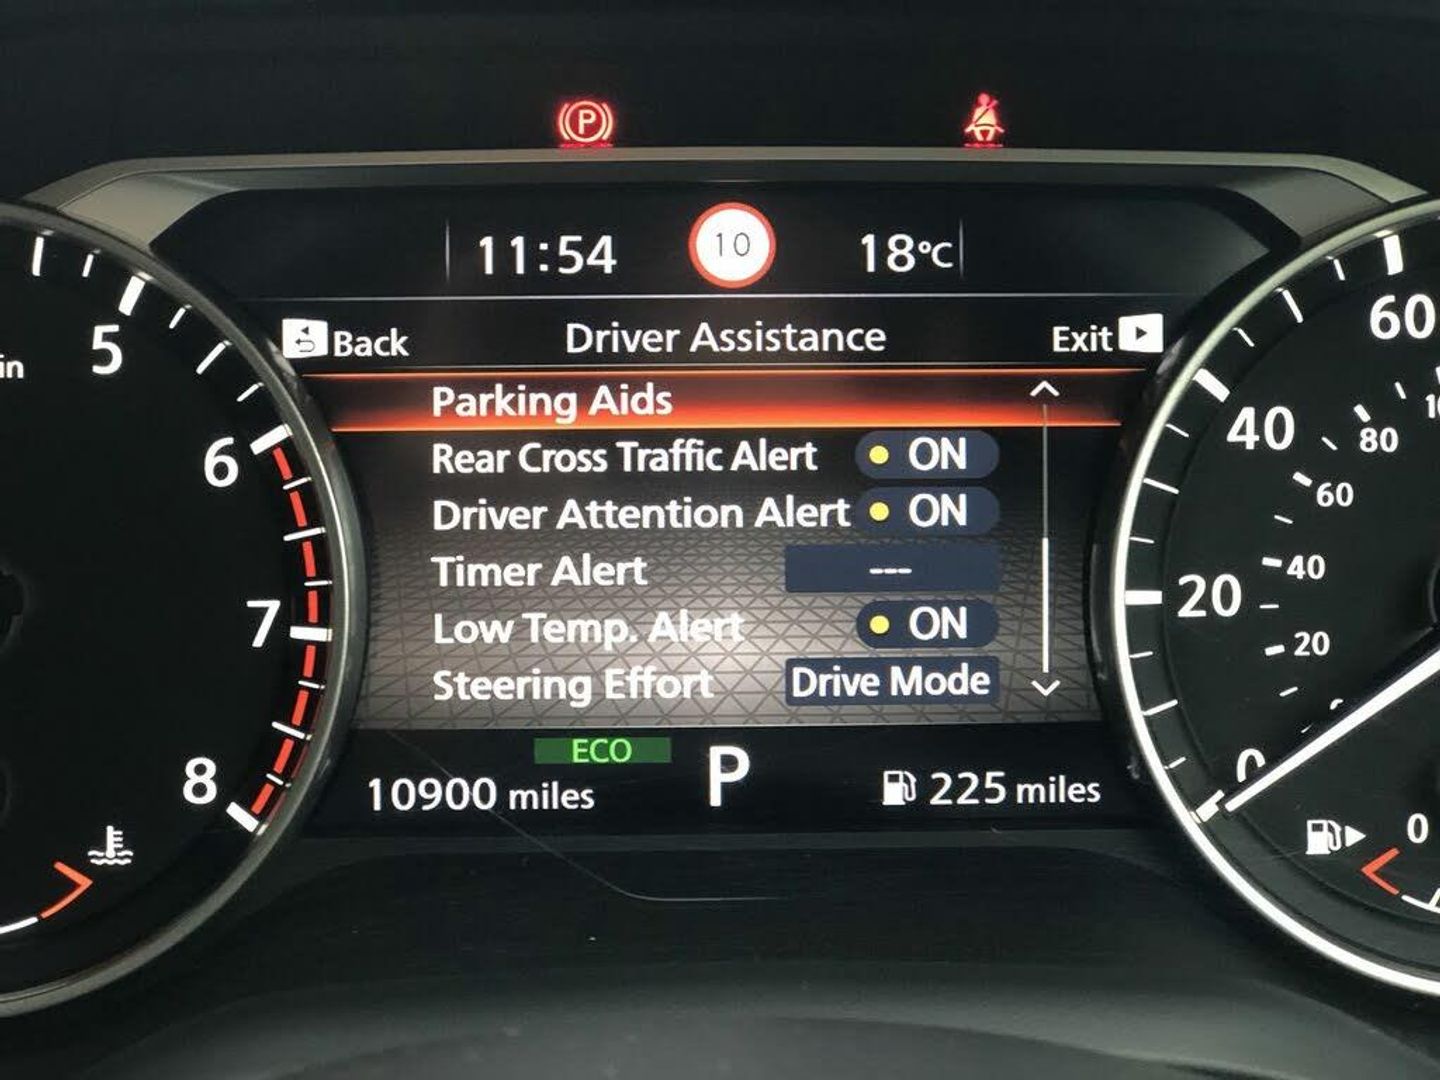 P
11:54
10
18°C
Back
Driver Assistance
Exit
Parking Aids
Rear Cross Traffic Alert ON
Driver Attention Alert ON
Timer Alert ---
Low Temp. Alert ON
Steering Effort Drive Mode
ECO
10900 miles
P
225 miles
in
5
6
7
8
60
40
20
0
80
60
40
20
0